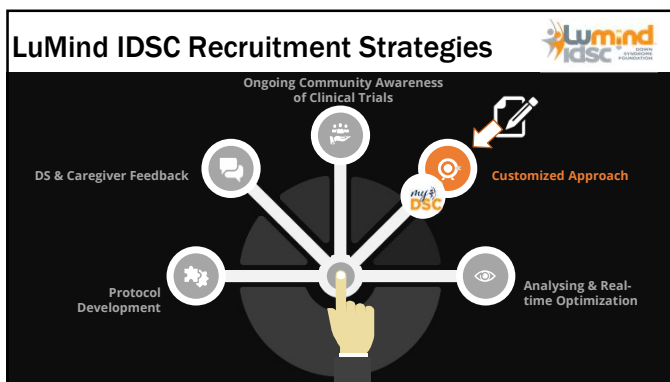 LuMind IDSC Recruitment Strategies
LuMind
IDSC
DOWN
SYNDROME
FOUNDATION
Ongoing Community Awareness
of Clinical Trials
DS & Caregiver Feedback
Customized Approach
my
DSC
Protocol
Development
Analysing & Real-
time Optimization